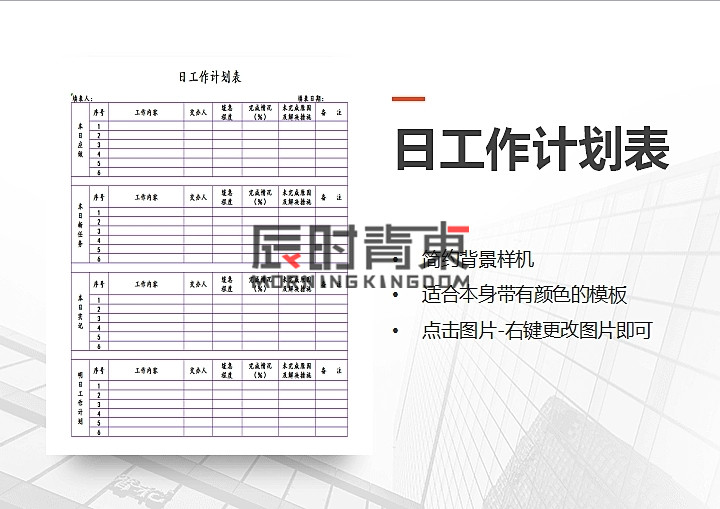 日工作计划表
填表人：
填表日期：
本日应做
序号 工作内容 交办人 缓急程度 完成情况（%） 未完成原因及解决措施 备 注
1
2
3
4
5
6
本日新任务
序号 工作内容 交办人 缓急程度 完成情况（%） 未完成原因及解决措施 备 注
1
2
3
4
5
6
本日实记
序号 工作内容 交办人 缓急程度 完成情况（%） 未完成原因及解决措施 备 注
1
2
3
4
5
6
明日工作计划
序号 工作内容 交办人 缓急程度 完成情况（%） 未完成原因及解决措施 备 注
1
2
3
4
5
6
日工作计划表
• 简约背景样机
• 适合本身带有颜色的模板
• 点击图片-右键更改图片即可
MORNINGKINGDOM